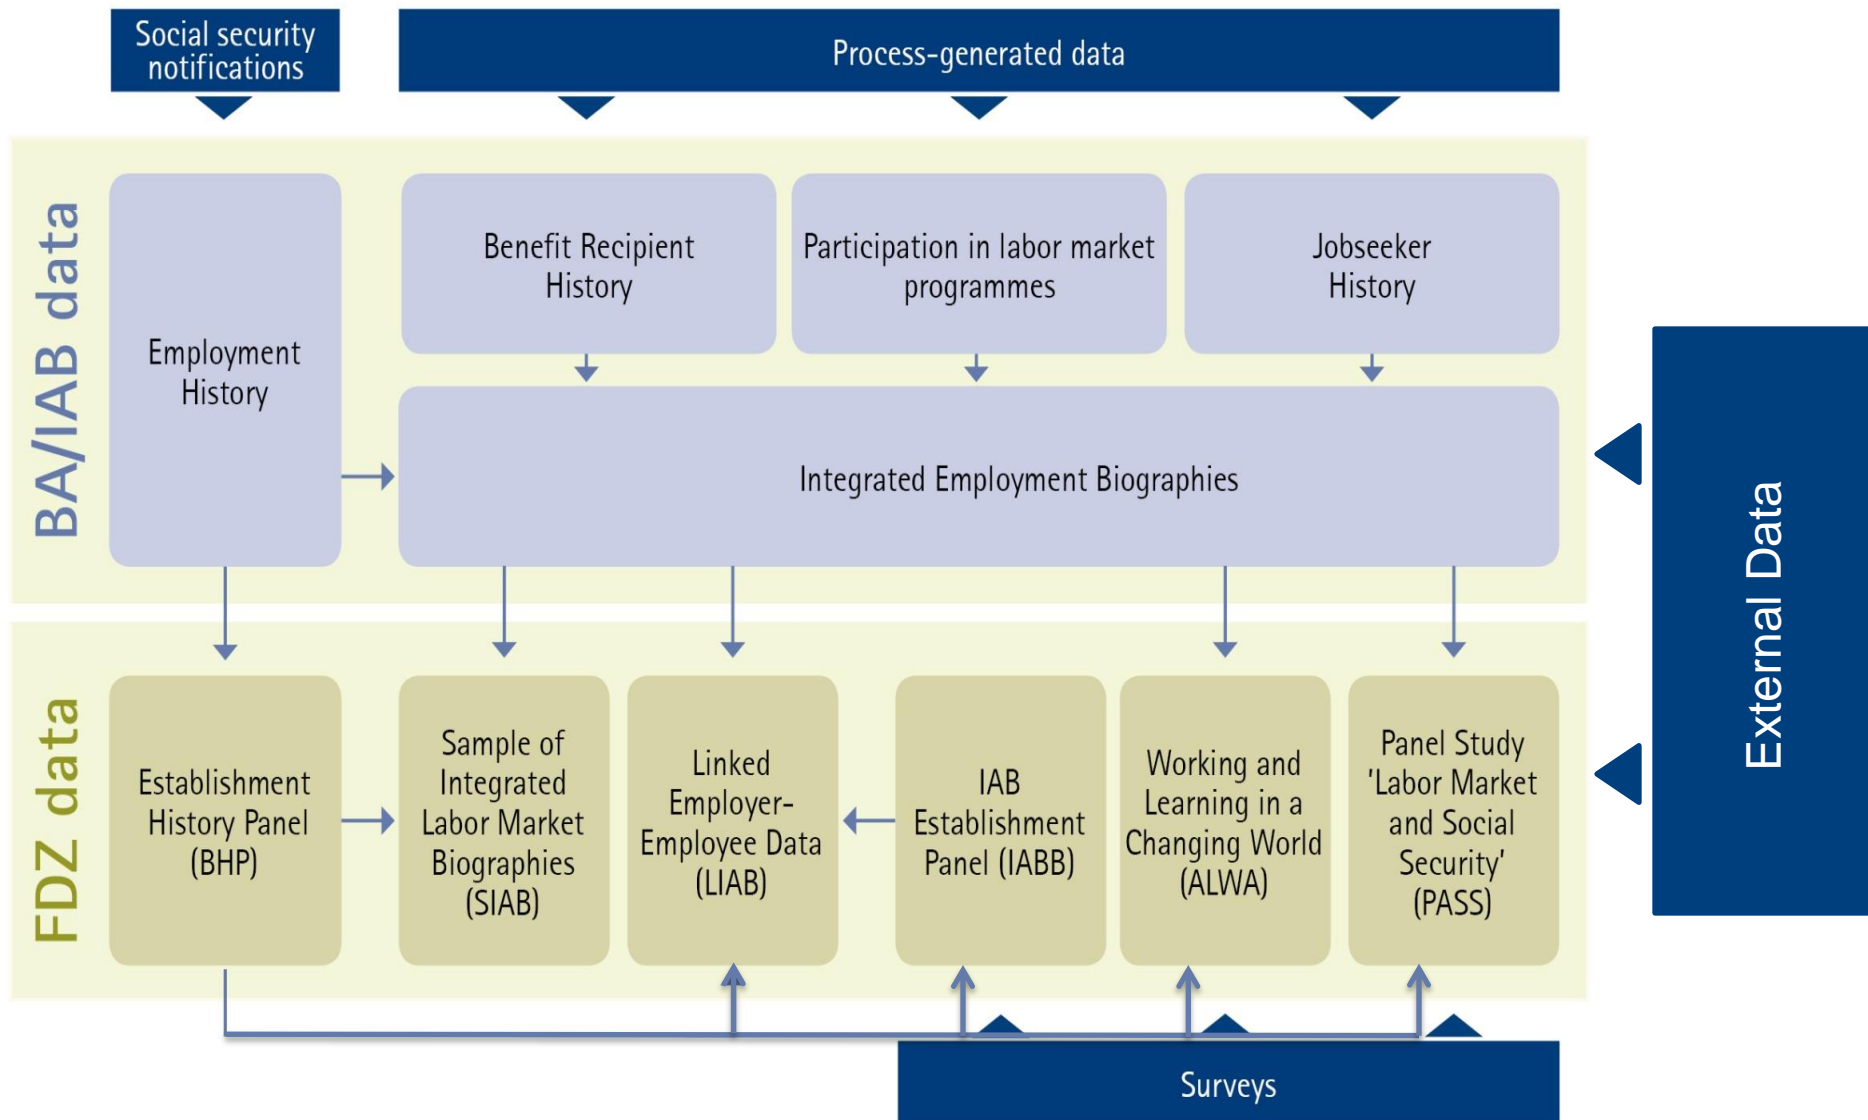 Social security
notifications
Process-generated data
BA/IAB data
Employment
History
Benefit Recipient
History
Participation in labor market
programmes
Jobseeker
History
Integrated Employment Biographies
External Data
FDZ data
Establishment
History Panel
(BHP)
Sample of
Integrated
Labor Market
Biographies
(SIAB)
Linked
Employer-
Employee Data
(LIAB)
IAB
Establishment
Panel (IABB)
Working and
Learning in a
Changing World
(ALWA)
Panel Study
'Labor Market
and Social
Security'
(PASS)
Surveys